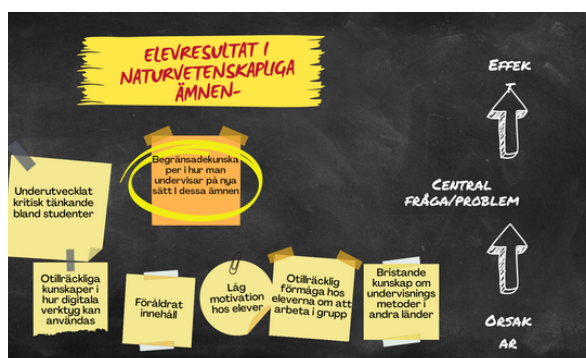 ELEVRESULTAT I
NATURVETENSKAPLIGA
ÄMNEN-
EFFEK
Begränsadekunska
per i hur man
undervisar på nya
sätt I dessa ämnen
Underutvecklat
kritisk tänkande
bland studenter
CENTRAL
FRÅGA/PROBLEM
Otillräckliga
kunskaper i
hur digitala
verktyg kan
användas
Föråldrat
innehåll
Låg
motivation
hos elever
Otillräcklig
förmåga hos
eleverna om att
arbeta i grupp
Bristande
kunskap om
undervisnings
metoder i
andra länder
ORSAK
AR